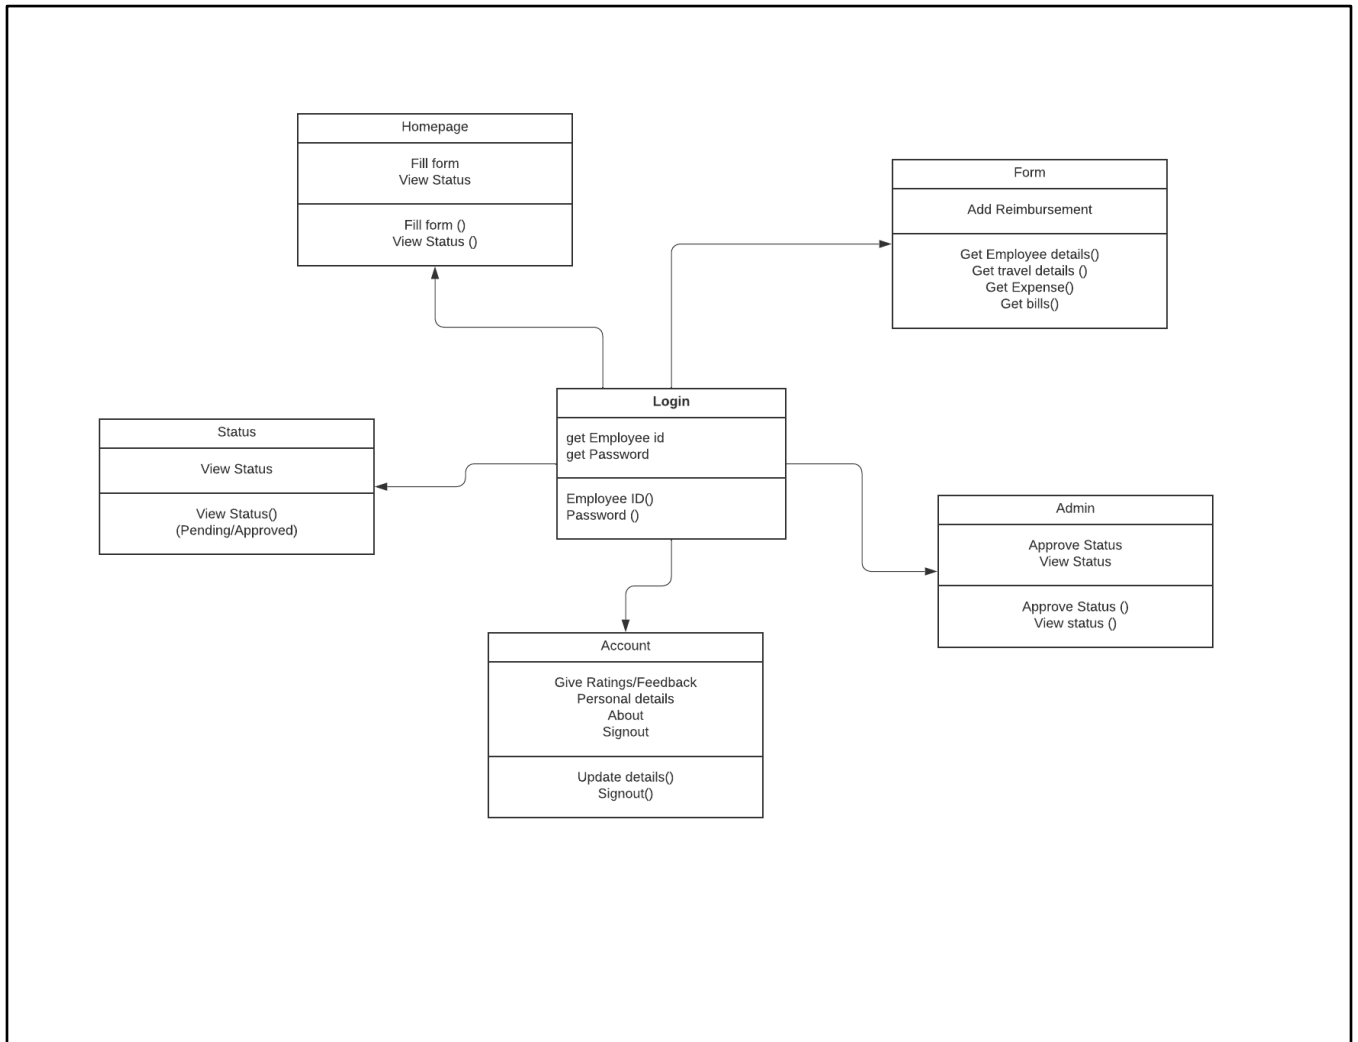 Homepage
Fill form
View Status
Fill form ()
View Status ()
Form
Add Reimbursement
Get Employee details()
Get travel details ()
Get Expense()
Get bills()
Login
get Employee id
get Password
Employee ID()
Password ()
Status
View Status
View Status()
(Pending/Approved)
Admin
Approve Status
View Status
Approve Status ()
View status ()
Account
Give Ratings/Feedback
Personal details
About
Signout
Update details()
Signout()